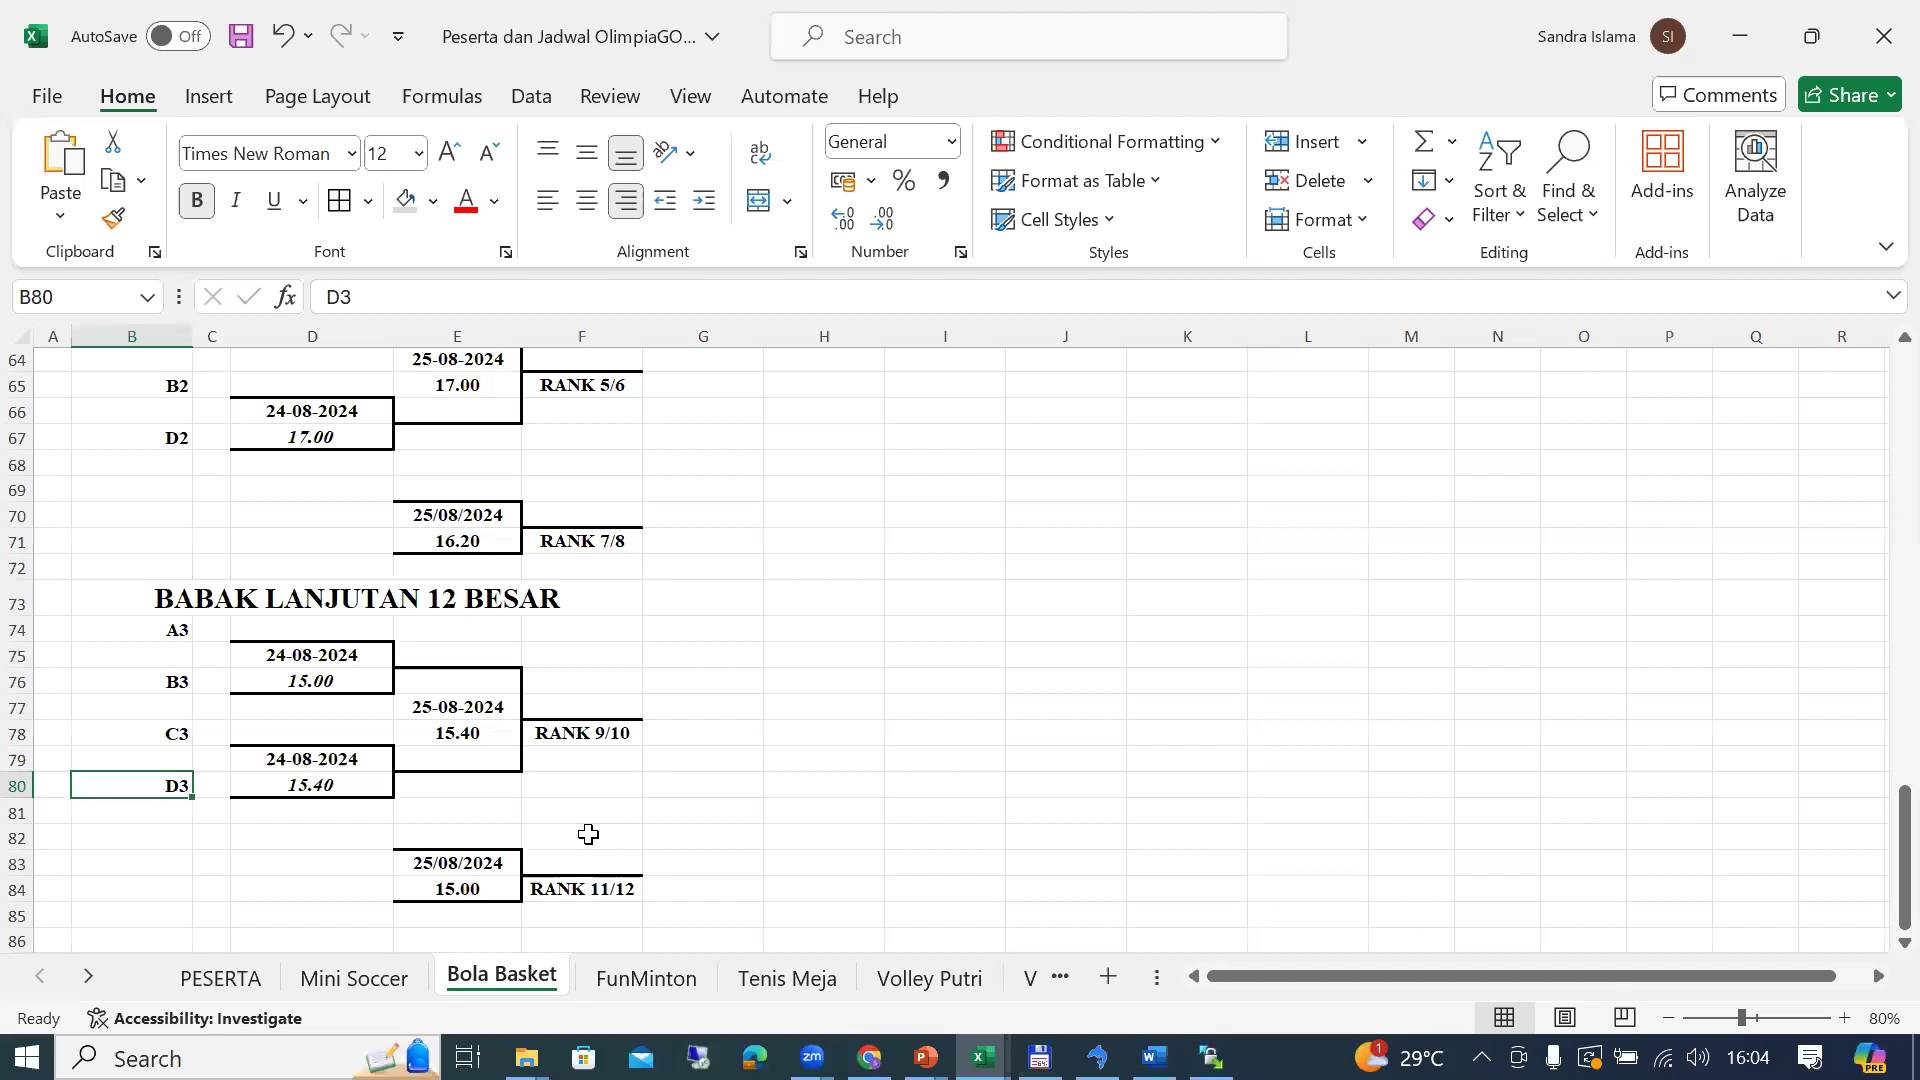 AutoSave Off Peserta dan Jadwal OlimpiaGO... Search Sandra Islama SI
File Home Insert Page Layout Formulas Data Review View Automate Help Comments Share
Paste Times New Roman 12 General Conditional Formatting Insert Sort & Filter Find & Select Add-ins Analyze Data
Format as Table Delete
Cell Styles Format
Clipboard Font Alignment Number Styles Cells Editing Add-ins
B80 D3
A B C D E F G H I J K L M N O P Q R
64 25-08-2024
65 B2 17.00 RANK 5/6
66 24-08-2024
67 D2 17.00
68
69
70 25/08/2024
71 16.20 RANK 7/8
72
73 BABAK LANJUTAN 12 BESAR
74 A3
75 24-08-2024
76 B3 15.00
77 25-08-2024
78 C3 15.40 RANK 9/10
79 24-08-2024
80 D3 15.40
81
82
83 25/08/2024
84 15.00 RANK 11/12
85
86
PESERTA Mini Soccer Bola Basket FunMinton Tenis Meja Volley Putri V
Ready Accessibility: Investigate 80%
Search 29°C 16:04